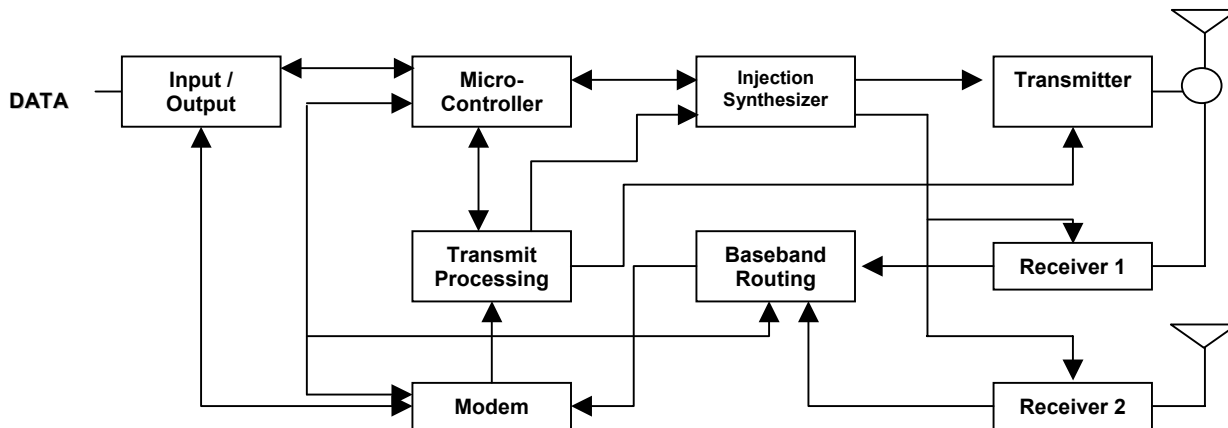 DATA
Input /
Output
Micro-
Controller
Injection
Synthesizer
Transmitter
Transmit
Processing
Baseband
Routing
Receiver 1
Modem
Receiver 2